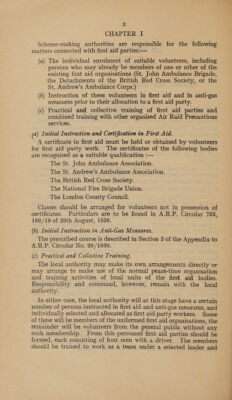 2
CHAPTER I
Scheme-making authorities are responsible for the following
matters connected with first aid parties:—
(a) The individual enrolment of suitable volunteers, including
persons who may already be members of one or other of the
existing first aid organisations (St. John Ambulance Brigade,
the Detachments of the British Red Cross Society, or the
St. Andrew's Ambulance Corps.)
(b) Instruction of these volunteers in first aid and in anti-gas
measures prior to their allocation to a first aid party.
(c) Practical and collective training of first aid parties and
combined training with other organised Air Raid Precautions
services.
(a) Initial Instruction and Certification in First Aid.
A certificate in first aid must be held or obtained by volunteers
for first aid party work. The certificates of the following bodies
are recognised as a suitable qualification :—
The St. John Ambulance Association.
The St. Andrew's Ambulance Association.
The British Red Cross Society.
The National Fire Brigade Union.
The London County Council.
Classes should be arranged for volunteers not in possession of
certificates. Particulars are to be found in A.R.P. Circular 703,
189/19 of 20th August, 1938.
(b) Initial Instruction in Anti-Gas Measures.
The prescribed course is described in Section 3 of the Appendix to
A.R.P. Circular No. 26/1939.
(c) Practical and Collective Training.
The local authority may make its own arrangements directly or
may arrange to make use of the normal peace-time organisation
and training activities of local units of the first aid bodies.
Responsibility and command, however, remain with the local
authority.
In either case, the local authority will at this stage have a certain
number of persons instructed in first aid and anti-gas measures, and
individually selected and allocated as first aid party workers. Some
of these will be members of the uniformed first aid organisations, the
remainder will be volunteers from the general public without any
such membership. From this personnel first aid parties should be
formed, each consisting of four men with a driver. The members
should be trained to work as a team under a selected leader and